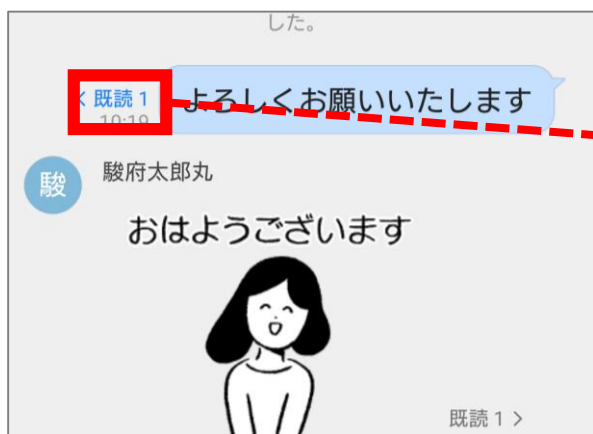 した。
< 既読 1
10:19
よろしくお願いいたします
駿
駿府太郎丸
おはようございます
既読 1 >